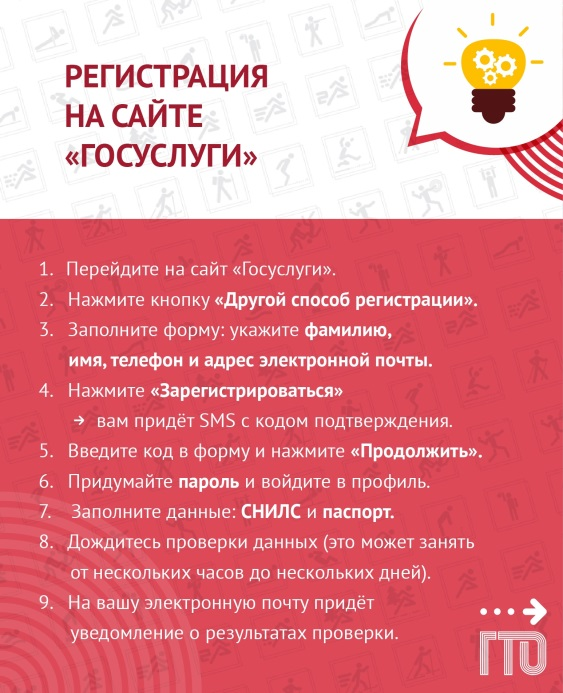 РЕГИСТРАЦИЯ
НА САЙТЕ
«ГОСУСЛУГИ»
1. Перейдите на сайт «Госуслуги».
2. Нажмите кнопку «Другой способ регистрации».
3. Заполните форму: укажите фамилию,
имя, телефон и адрес электронной почты.
4. Нажмите «Зарегистрироваться»
→ вам придёт SMS с кодом подтверждения.
5. Введите код в форму и нажмите «Продолжить».
6. Придумайте пароль и войдите в профиль.
7. Заполните данные: СНИЛС и паспорт.
8. Дождитесь проверки данных (это может занять
от нескольких часов до нескольких дней).
9. На вашу электронную почту придёт
уведомление о результатах проверки.
ГТО